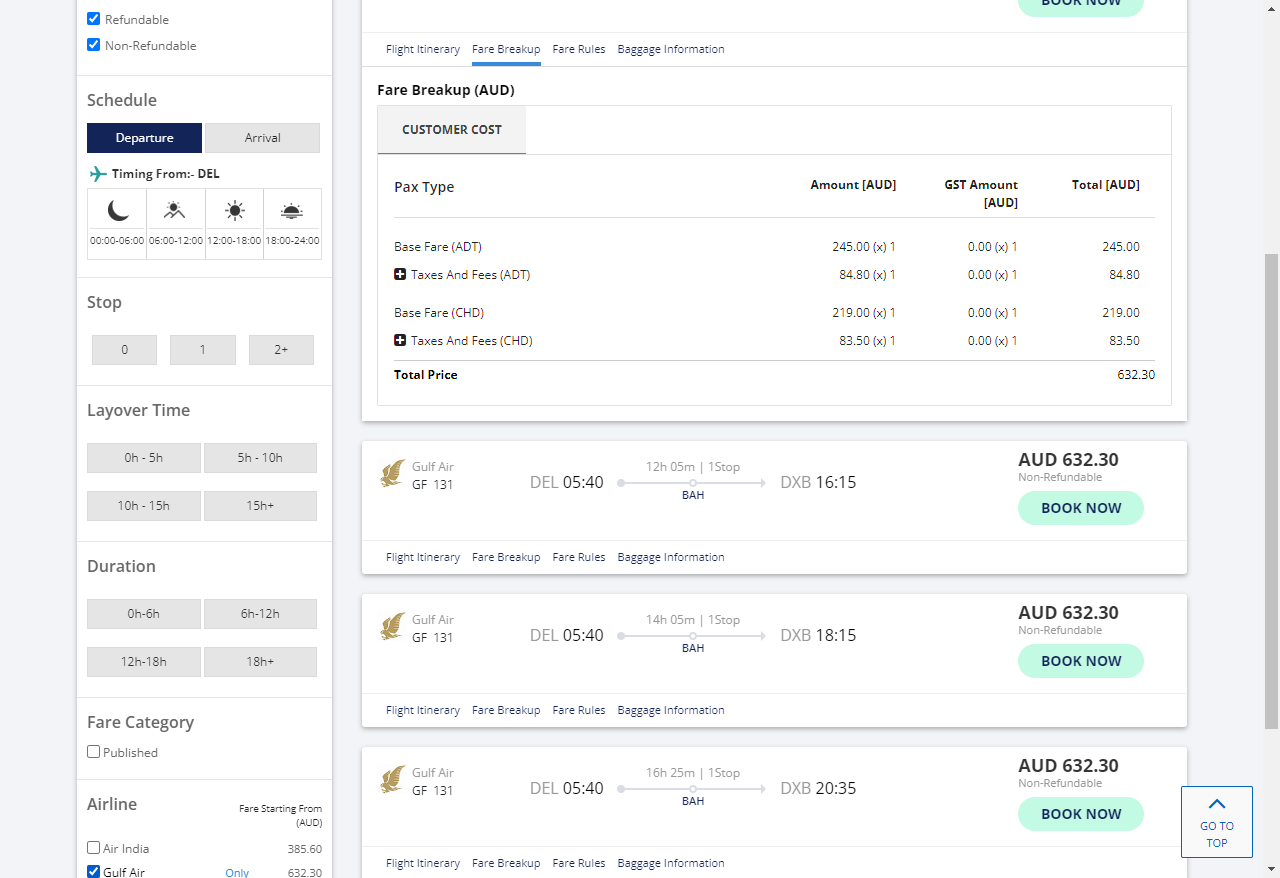 Refundable
Non-Refundable
Schedule
Departure
Arrival
Timing From:- DEL
00:00-06:00
06:00-12:00
12:00-18:00
18:00-24:00
Stop
0
1
2+
Layover Time
0h - 5h
5h - 10h
10h - 15h
15h+
Duration
0h-6h
6h-12h
12h-18h
18h+
Fare Category
Published
Airline
Fare Starting From
(AUD)
Air India
385.60
Gulf Air
Only
632.30
BOOK NOW
Flight Itinerary
Fare Breakup
Fare Rules
Baggage Information
Fare Breakup (AUD)
CUSTOMER COST
Pax Type
Amount [AUD]
GST Amount
[AUD]
Total [AUD]
Base Fare (ADT)
245.00 (x) 1
0.00 (x) 1
245.00
Taxes And Fees (ADT)
84.80 (x) 1
0.00 (x) 1
84.80
Base Fare (CHD)
219.00 (x) 1
0.00 (x) 1
219.00
Taxes And Fees (CHD)
83.50 (x) 1
0.00 (x) 1
83.50
Total Price
632.30
Gulf Air
GF 131
DEL 05:40
12h 05m | 1Stop
BAH
DXB 16:15
AUD 632.30
Non-Refundable
BOOK NOW
Flight Itinerary
Fare Breakup
Fare Rules
Baggage Information
Gulf Air
GF 131
DEL 05:40
14h 05m | 1Stop
BAH
DXB 18:15
AUD 632.30
Non-Refundable
BOOK NOW
Flight Itinerary
Fare Breakup
Fare Rules
Baggage Information
Gulf Air
GF 131
DEL 05:40
16h 25m | 1Stop
BAH
DXB 20:35
AUD 632.30
Non-Refundable
BOOK NOW
Flight Itinerary
Fare Breakup
Fare Rules
Baggage Information
GO TO
TOP